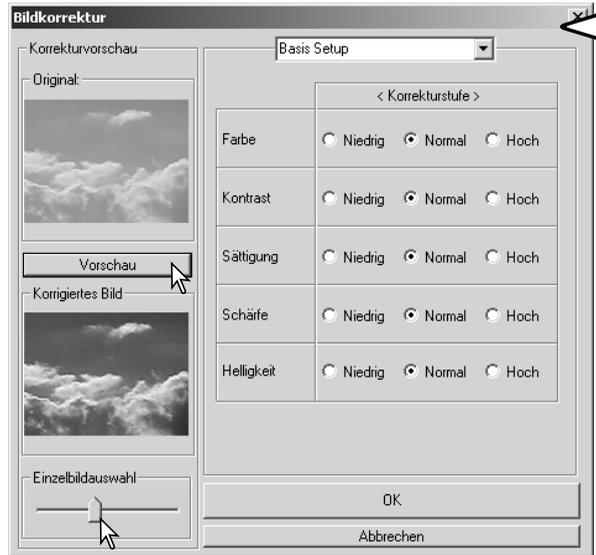 Bildkorrektur
Korrekturvorschau
Original:
Vorschau
Korrigiertes Bild
Einzelbildauswahl
Basis Setup
< Korrekturstufe >
Farbe Niedrig Normal Hoch
Kontrast Niedrig Normal Hoch
Sättigung Niedrig Normal Hoch
Schärfe Niedrig Normal Hoch
Helligkeit Niedrig Normal Hoch
OK
Abbrechen